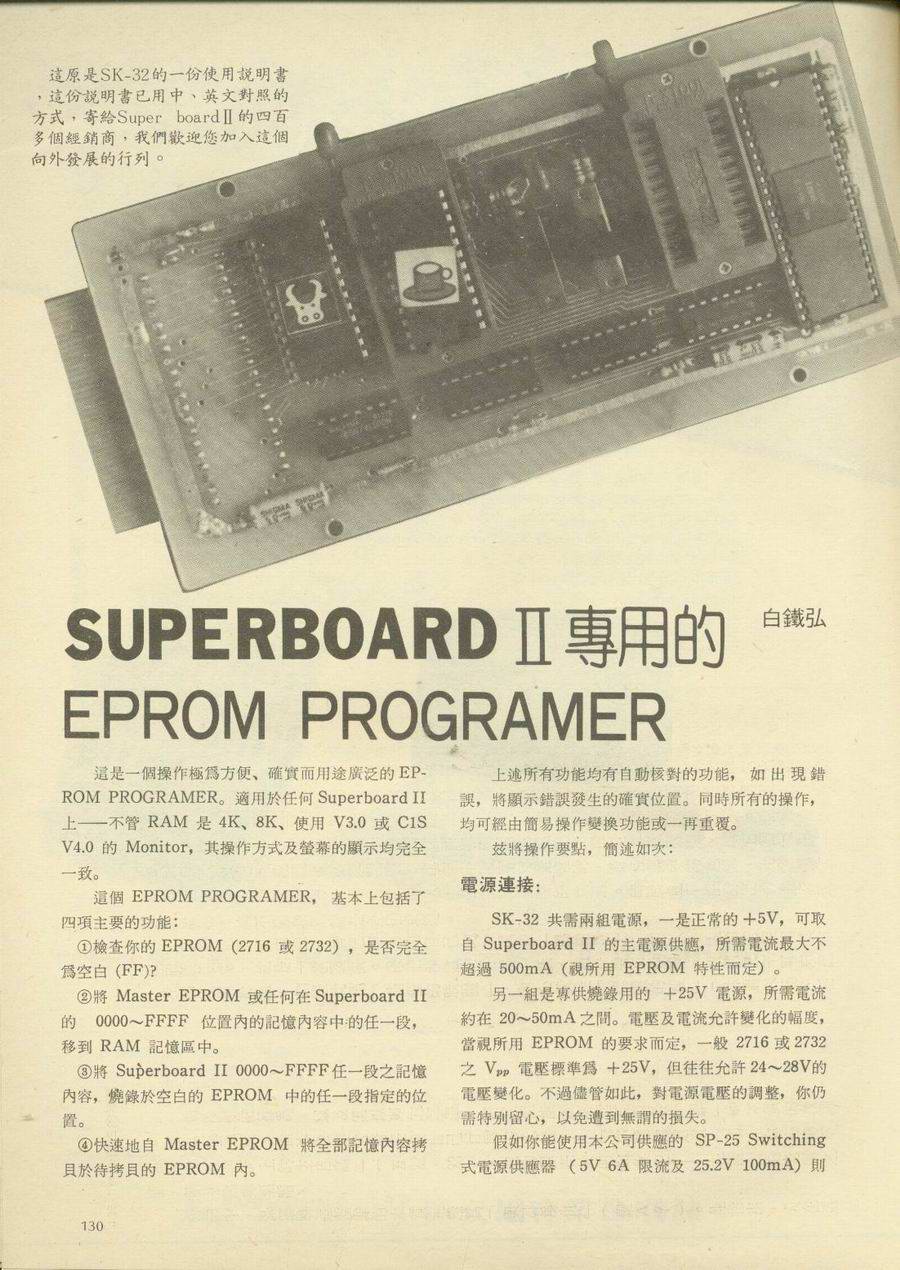 這原是SK-32的一份使用説明書
，這份説明書已用中、英文對照的
方式，寄給Super boardⅡ的四百
多個經銷商，我們歡迎您加入這個
向外發展的行列。
SUPERBOARD Ⅱ專用的
白鐵弘
EPROM PROGRAMER
這是一個操作極爲方便、確實而用途廣泛的 EP-
ROM PROGRAMER。適用於任何 Superboard II
上——不管 RAM 是 4K、8K、使用 V3.0 或 C1S
V4.0 的 Monitor，其操作方式及螢幕的顯示均完全
一致。
這個 EPROM PROGRAMER，基本上包括了
四項主要的功能：
①檢查你的 EPROM (2716 或 2732) ，是否完全
爲空白 (FF)?
②將 Master EPROM 或任何在 Superboard II
的 0000～FFFF 位置內的記憶內容中的任一段，
移到 RAM 記憶區中。
③將 Superboard II 0000～FFFF 任一段之記憶
內容，燒錄於空白的 EPROM 中的任一段指定的位
置。
④快速地自 Master EPROM 將全部記憶內容拷
貝於待拷貝的 EPROM 內。
上述所有功能均有自動核對的功能，如出現錯
誤，將顯示錯誤發生的確實位置。同時所有的操作，
均可經由簡易操作變換功能或一再重覆。
玆將操作要點，簡述如次：
電源連接：
SK-32 共需兩組電源，一是正常的 +5V，可取
自 Superboard II 的主電源供應，所需電流最大不
超過 500mA (視所用 EPROM 特性而定) 。
另一組是專供燒錄用的 +25V 電源，所需電流
約在 20～50mA 之間。電壓及電流允許變化的幅度，
當視所用 EPROM 的要求而定，一般 2716 或 2732
之 Vpp 電壓標準爲 +25V，但往往允許 24～28V的
電壓變化。不過儘管如此，對電源電壓的調整，你仍
需特别留心，以免遭到無謂的損失。
假如你能使用本公司供應的 SP-25 Switching
式電源供應器 (5V 6A 限流及 25.2V 100mA) 則
130